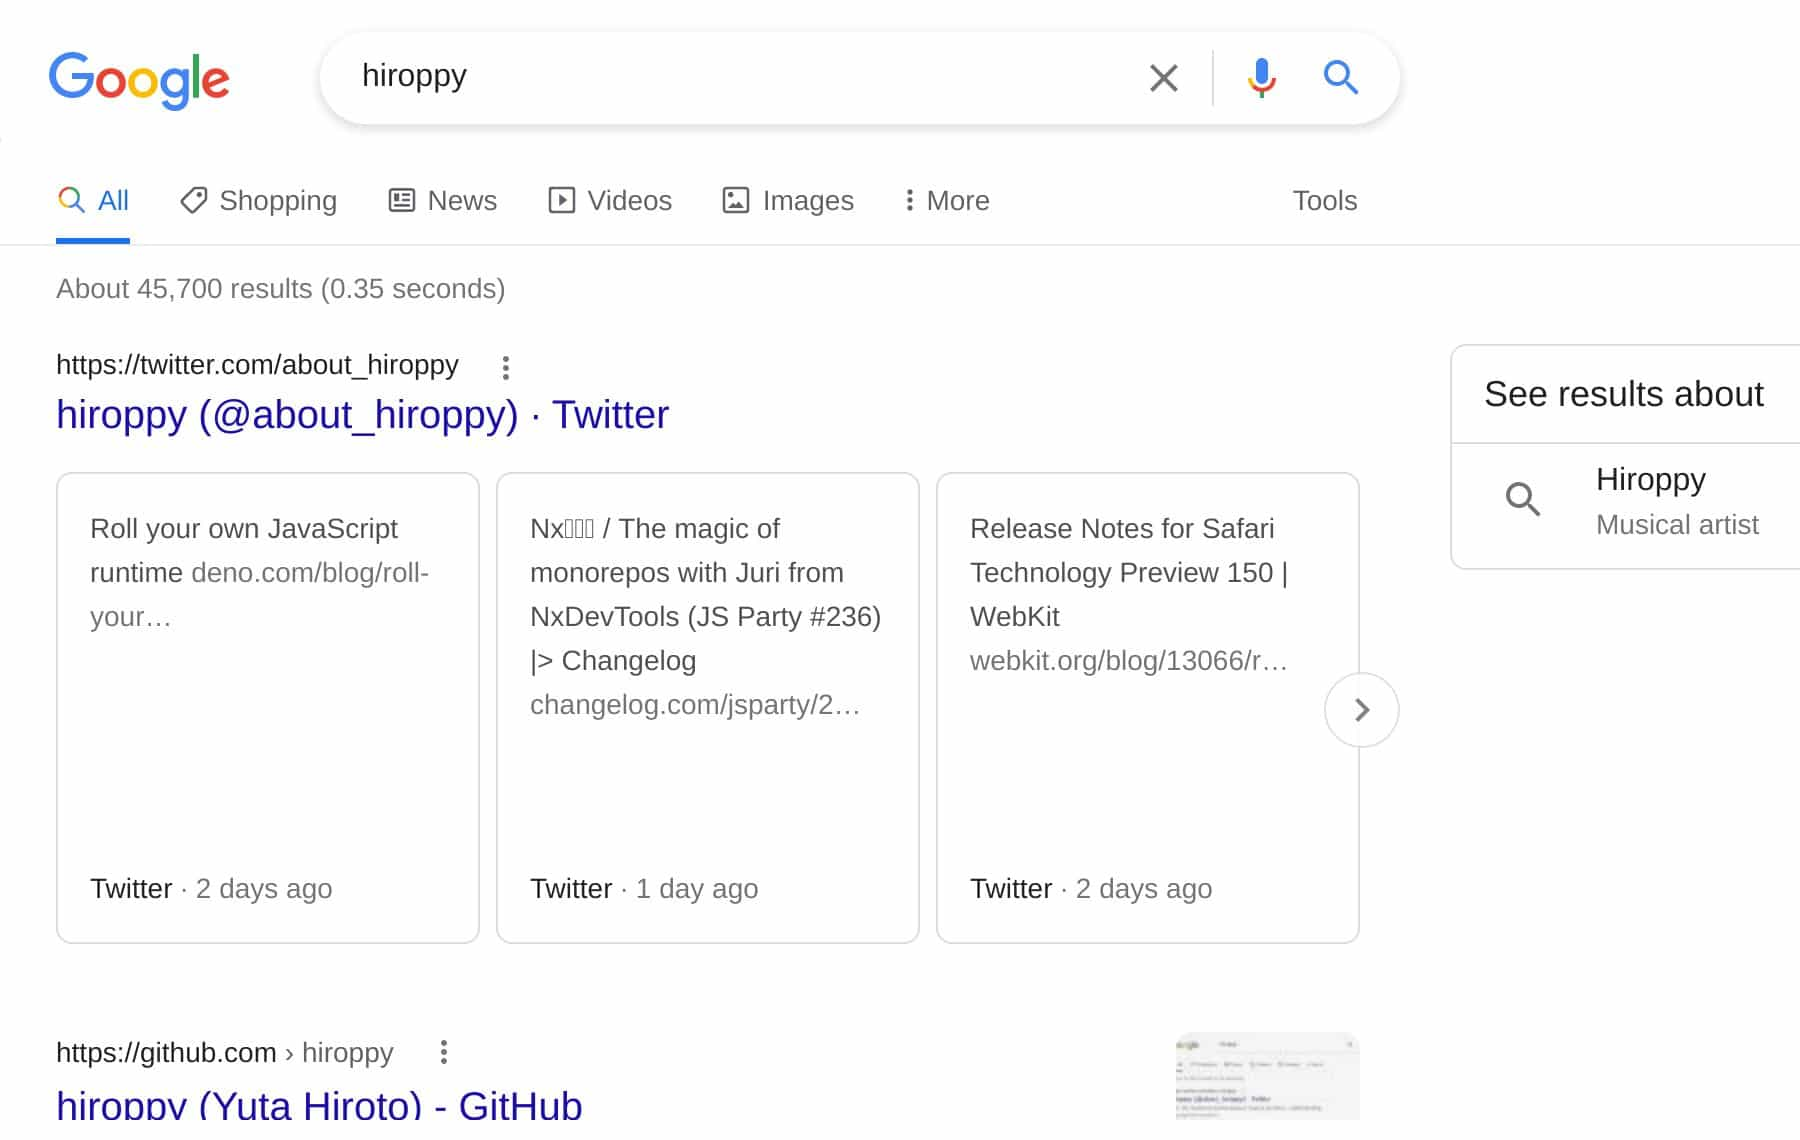 Google
hiroppy
All Shopping News Videos Images More Tools
About 45,700 results (0.35 seconds)
https://twitter.com/about_hiroppy
hiroppy (@about_hiroppy) · Twitter
Roll your own JavaScript
runtime deno.com/blog/roll-
your…
Twitter · 2 days ago
Nx▯▯▯ / The magic of
monorepos with Juri from
NxDevTools (JS Party #236)
|> Changelog
changelog.com/jsparty/2…
Twitter · 1 day ago
Release Notes for Safari
Technology Preview 150 |
WebKit
webkit.org/blog/13066/r…
Twitter · 2 days ago
See results about
Hiroppy
Musical artist
https://github.com › hiroppy
hiroppy (Yuta Hiroto) - GitHub